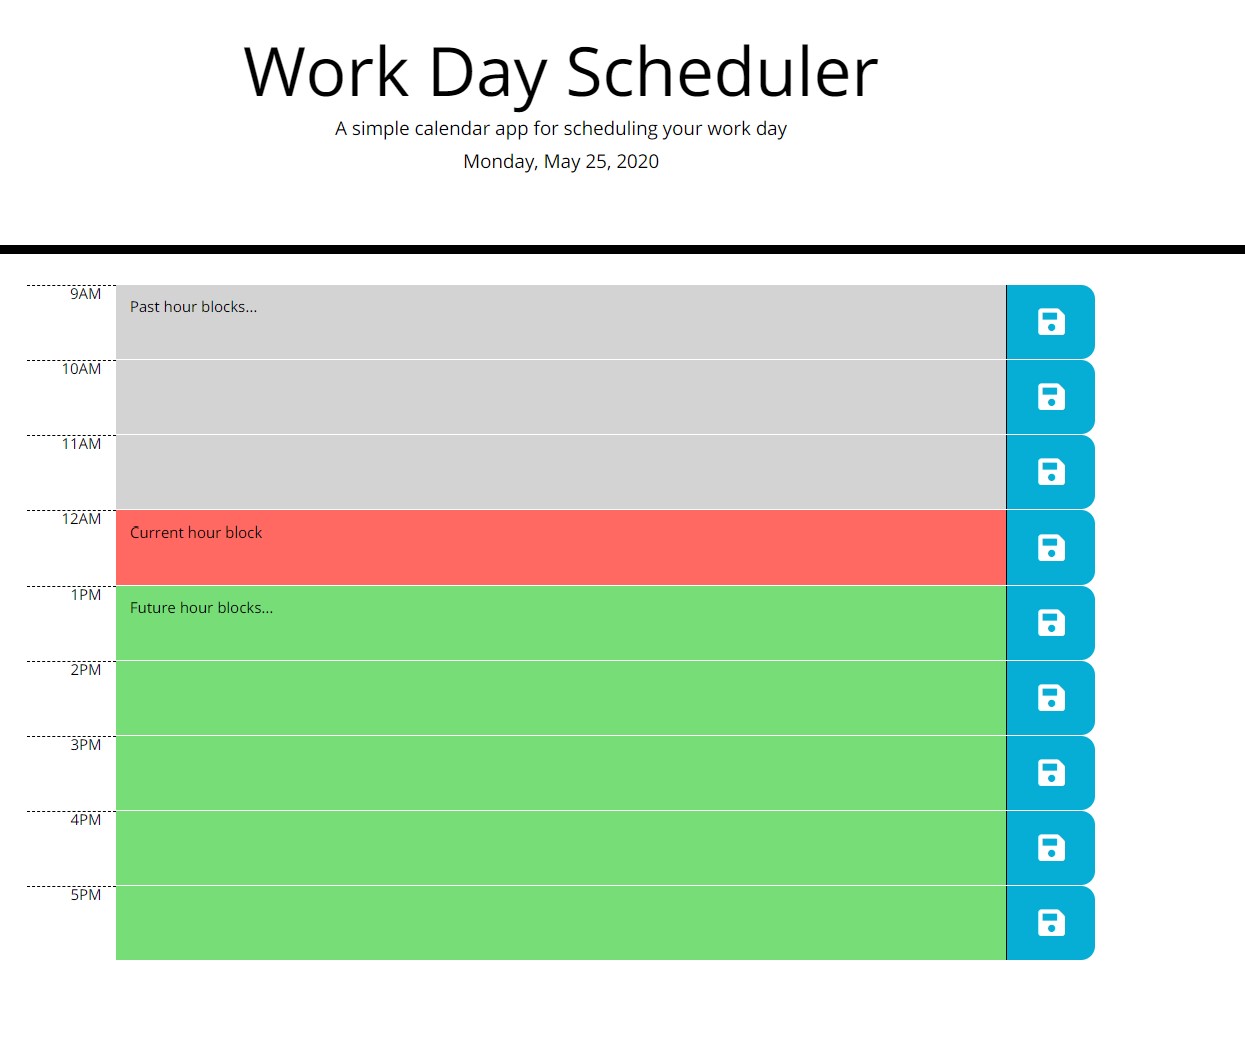 Work Day Scheduler
A simple calendar app for scheduling your work day
Monday, May 25, 2020
9AM
Past hour blocks...
10AM
11AM
12AM
Current hour block
1PM
Future hour blocks...
2PM
3PM
4PM
5PM